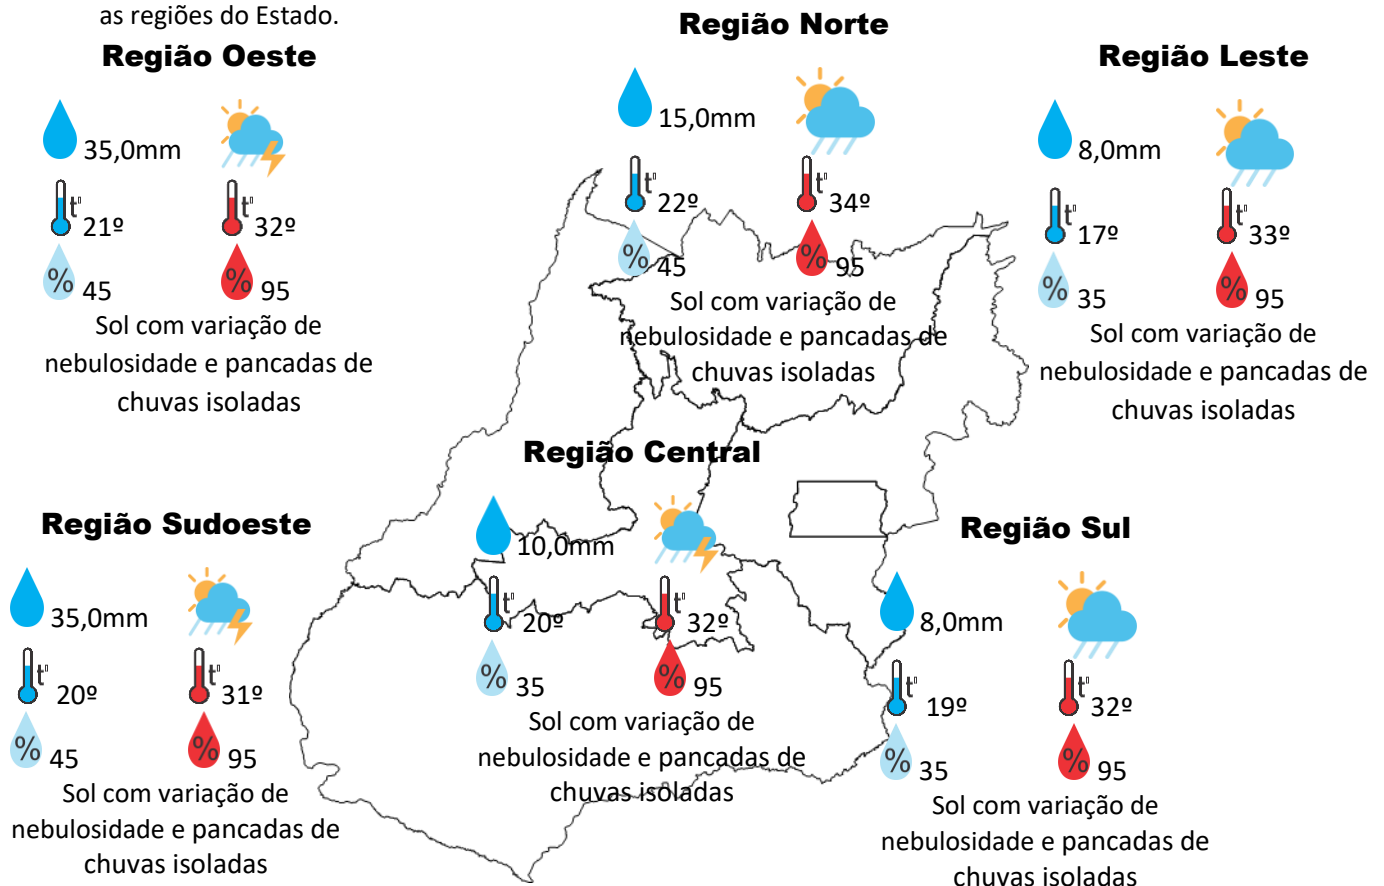 as regiões do Estado.
Região Oeste
35,0mm
t°
21º
32º
%
45
%
95
Sol com variação de
nebulosidade e pancadas de
chuvas isoladas
Região Norte
15,0mm
t°
22º
t°
34º
%
45
%
95
Sol com variação de
nebulosidade e pancadas de
chuvas isoladas
Região Leste
8,0mm
t°
17º
t°
33º
%
35
%
95
Sol com variação de
nebulosidade e pancadas de
chuvas isoladas
Região Central
10,0mm
t°
20º
t°
32º
%
35
%
95
Sol com variação de
nebulosidade e pancadas de
chuvas isoladas
Região Sudoeste
35,0mm
t°
20º
t°
31º
%
45
%
95
Sol com variação de
nebulosidade e pancadas de
chuvas isoladas
Região Sul
8,0mm
t°
19º
t°
32º
%
35
%
95
Sol com variação de
nebulosidade e pancadas de
chuvas isoladas